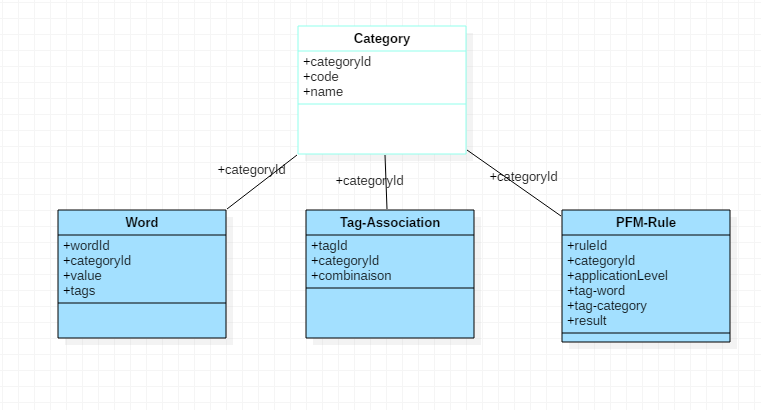 Category
+categoryId
+code
+name
+categoryId
+categoryId
+categoryId
Word
+wordId
+categoryId
+value
+tags
Tag-Association
+tagId
+categoryId
+combinaison
PFM-Rule
+ruleId
+categoryId
+applicationLevel
+tag-word
+tag-category
+result